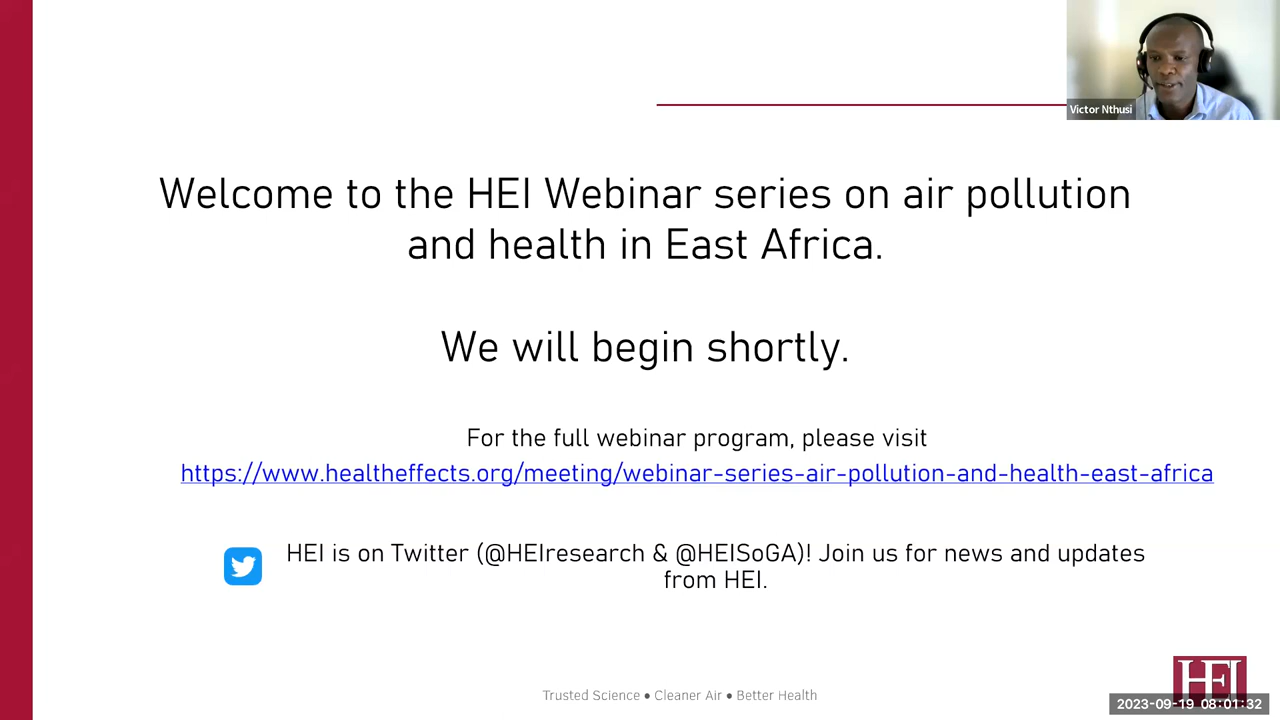 Victor Nthusi
Welcome to the HEI Webinar series on air pollution
and health in East Africa.
We will begin shortly.
For the full webinar program, please visit
https://www.healtheffects.org/meeting/webinar-series-air-pollution-and-health-east-africa
HEI is on Twitter (@HEIresearch & @HEISoGA)! Join us for news and updates
from HEI.
HEI
Trusted Science ● Cleaner Air ● Better Health
2023-09-19 08:01:32